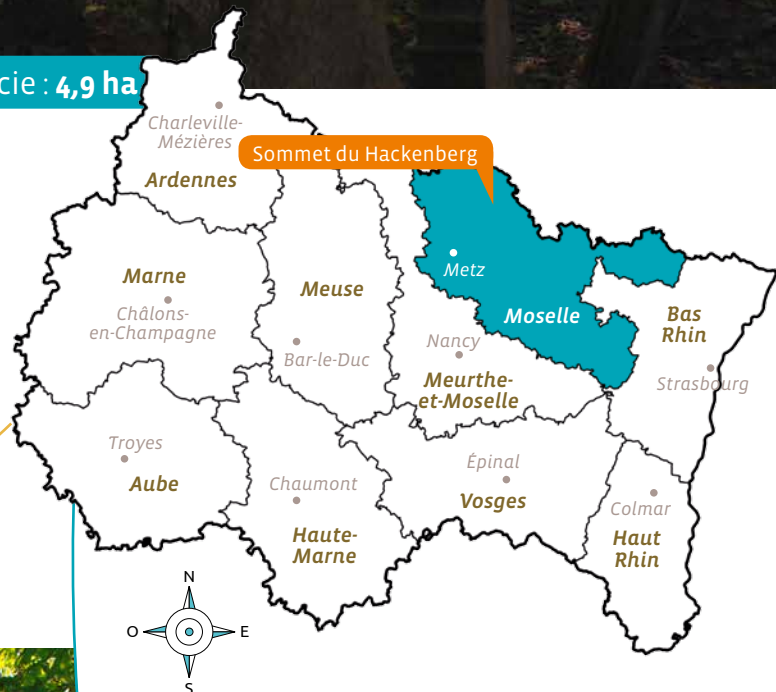 cie : 4,9 ha
Charleville-
Mézières
Ardennes
Sommet du Hackenberg
Marne
Châlons-
en-Champagne
Meuse
Bar-le-Duc
Metz
Moselle
Nancy
Meurthe-
et-Moselle
Bas
Rhin
Strasbourg
Troyes
Aube
Chaumont
Haute-
Marne
Épinal
Vosges
Colmar
Haut
Rhin
N
O
E
S